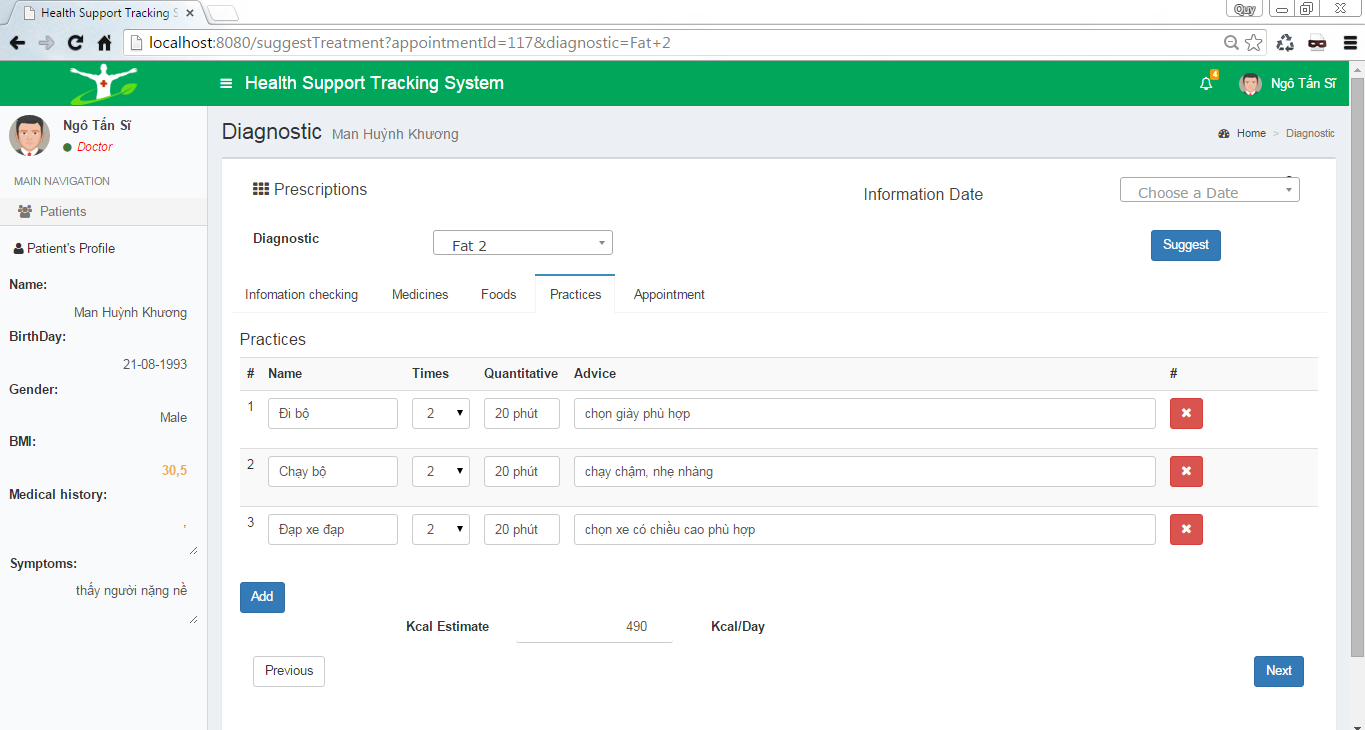 Health Support Tracking S
Quy
localhost:8080/suggestTreatment?appointmentId=117&diagnostic=Fat+2
Health Support Tracking System
4
Ngô Tấn Sĩ
Ngô Tấn Sĩ
Doctor
MAIN NAVIGATION
Patients
Patient's Profile
Name:
Man Huỳnh Khương
BirthDay:
21-08-1993
Gender:
Male
BMI:
30,5
Medical history:
,
Symptoms:
thấy người nặng nề
Diagnostic Man Huỳnh Khương
Home > Diagnostic
Prescriptions
Information Date
Choose a Date
Diagnostic
Fat 2
Suggest
Infomation checking Medicines Foods Practices Appointment
Practices
# Name Times Quantitative Advice #
1 Đi bộ 2 20 phút chọn giày phù hợp
2 Chạy bộ 2 20 phút chạy chậm, nhẹ nhàng
3 Đạp xe đạp 2 20 phút chọn xe có chiều cao phù hợp
Add
Kcal Estimate 490 Kcal/Day
Previous
Next